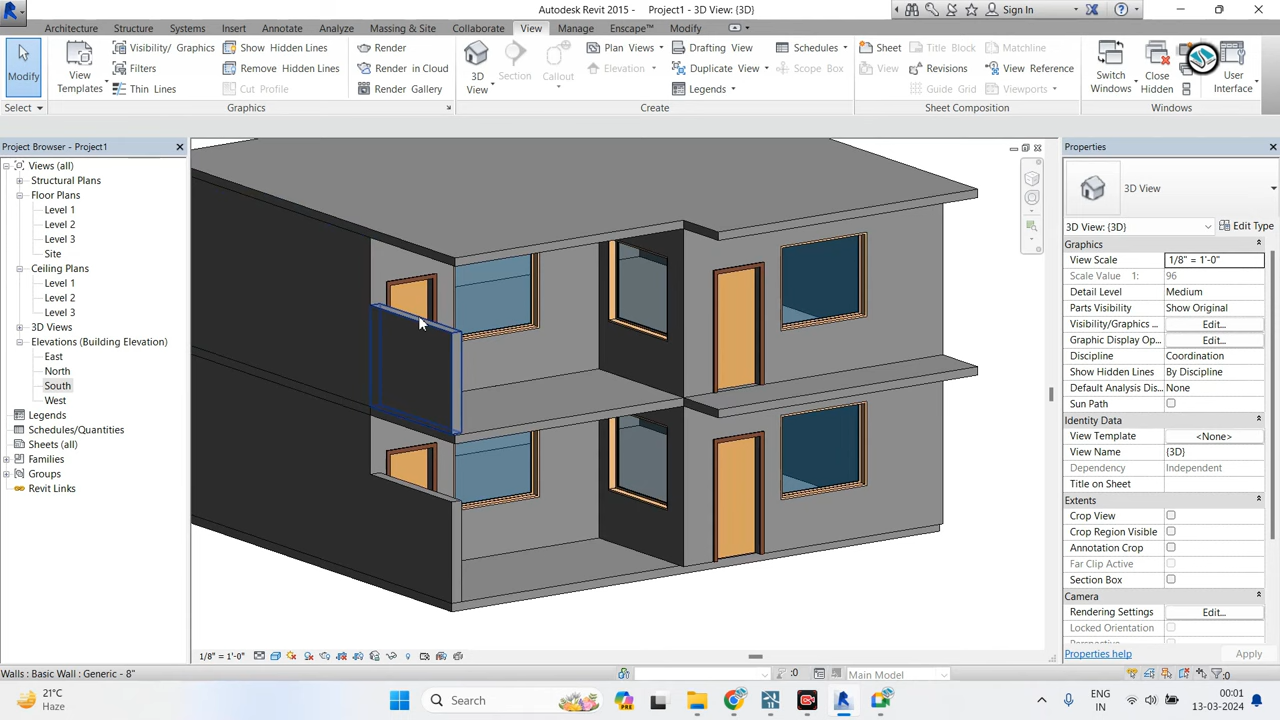 Autodesk Revit 2015 - Project1 - 3D View: {3D}
Sign In
Architecture Structure Systems Insert Annotate Analyze Massing & Site Collaborate View Manage Enscape™ Modify
Modify
View Templates
Visibility/ Graphics
Filters
Thin Lines
Show Hidden Lines
Remove Hidden Lines
Cut Profile
Render
Render in Cloud
Render Gallery
3D View
Section
Callout
Plan Views
Elevation
Drafting View
Duplicate View
Legends
Schedules
Scope Box
Sheet
View
Title Block
Revisions
Guide Grid
Matchline
View Reference
Viewports
Switch Windows
Close Hidden
User Interface
Select
Graphics
Create
Sheet Composition
Windows
Project Browser - Project1
Views (all)
Structural Plans
Floor Plans
Level 1
Level 2
Level 3
Site
Ceiling Plans
Level 1
Level 2
Level 3
3D Views
Elevations (Building Elevation)
East
North
South
West
Legends
Schedules/Quantities
Sheets (all)
Families
Groups
Revit Links
Properties
3D View
3D View: {3D}
Edit Type
Graphics
View Scale 1/8" = 1'-0"
Scale Value 1: 96
Detail Level Medium
Parts Visibility Show Original
Visibility/Graphics ... Edit...
Graphic Display Op... Edit...
Discipline Coordination
Show Hidden Lines By Discipline
Default Analysis Dis... None
Sun Path
Identity Data
View Template <None>
View Name {3D}
Dependency Independent
Title on Sheet
Extents
Crop View
Crop Region Visible
Annotation Crop
Far Clip Active
Section Box
Camera
Rendering Settings Edit...
Locked Orientation
Perspective
Properties help
Apply
1/8" = 1'-0"
Walls : Basic Wall : Generic - 8"
:0
Main Model
:0
21°C
Haze
Search
ENG
IN
00:01
13-03-2024